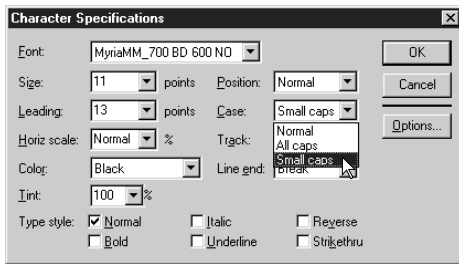 Character Specifications
Font: MyriaMM_700 BD 600 NO
OK
Size: 11 points Position: Normal
Cancel
Leading: 13 points Case: Small caps
Options...
Normal
Horiz scale: Normal % Track: All caps
Small caps
Color: Black Line end: Break
Tint: 100 %
Type style: Normal Italic Reverse
Bold Underline Strikethru